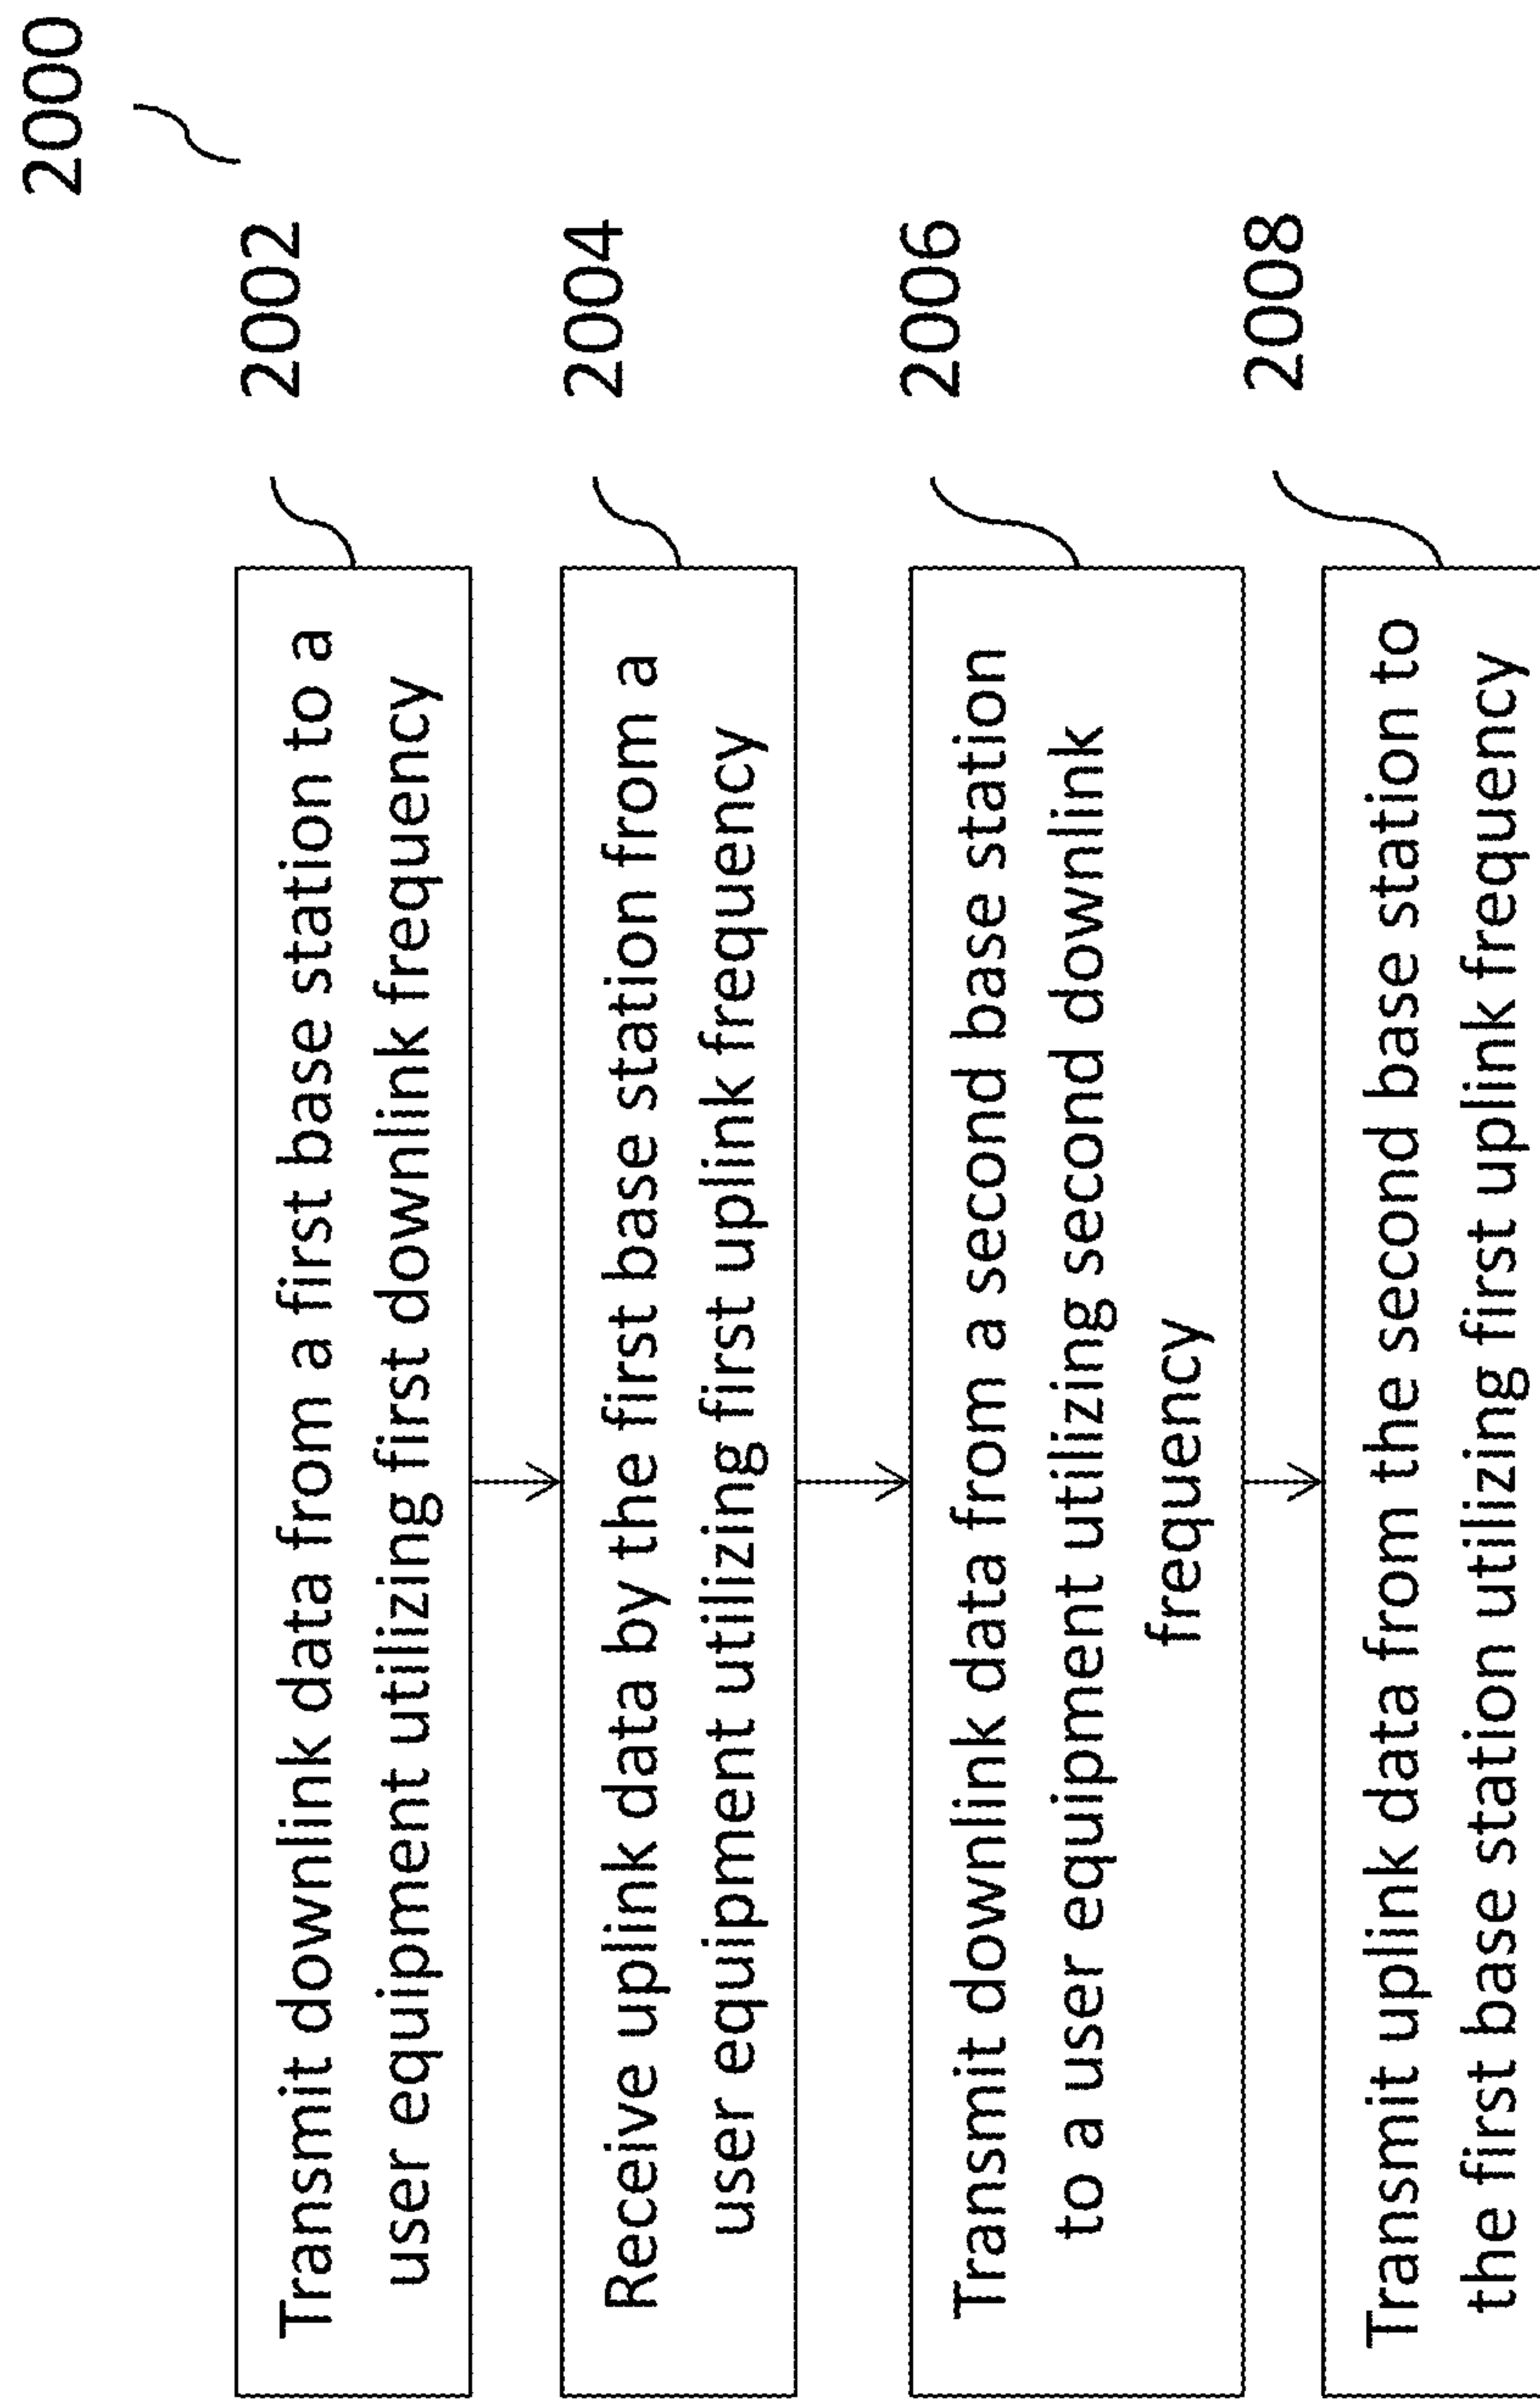 2000
2002
Transmit downlink data from a first base station to a
user equipment utilizing first downlink frequency
2004
Receive uplink data by the first base station from a
user equipment utilizing first uplink frequency
2006
Transmit downlink data from a second base station
to a user equipment utilizing second downlink
frequency
2008
Transmit uplink data from the second base station to
the first base station utilizing first uplink frequency